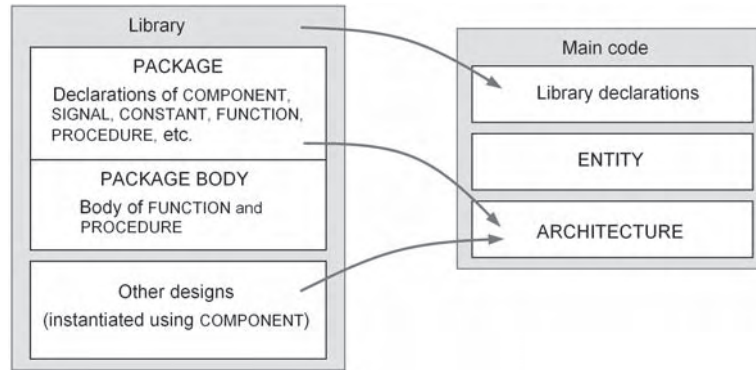 Library
PACKAGE
Declarations of COMPONENT,
SIGNAL, CONSTANT, FUNCTION,
PROCEDURE, etc.
PACKAGE BODY
Body of FUNCTION and
PROCEDURE
Other designs
(instantiated using COMPONENT)
Main code
Library declarations
ENTITY
ARCHITECTURE